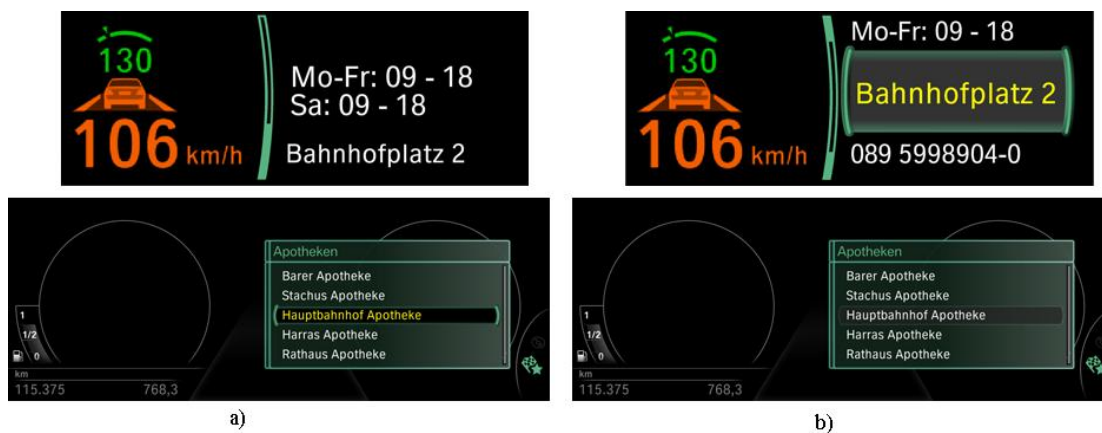 130
106 km/h
Mo-Fr: 09 - 18
Sa: 09 - 18
Bahnhofplatz 2
130
106 km/h
Mo-Fr: 09 - 18
Bahnhofplatz 2
089 5998904-0
Apotheken
Barer Apotheke
Stachus Apotheke
Hauptbahnhof Apotheke
Harras Apotheke
Rathaus Apotheke
1
1/2
0
km
115.375 768,3
Apotheken
Barer Apotheke
Stachus Apotheke
Hauptbahnhof Apotheke
Harras Apotheke
Rathaus Apotheke
1
1/2
0
km
115.375 768,3
a)
b)